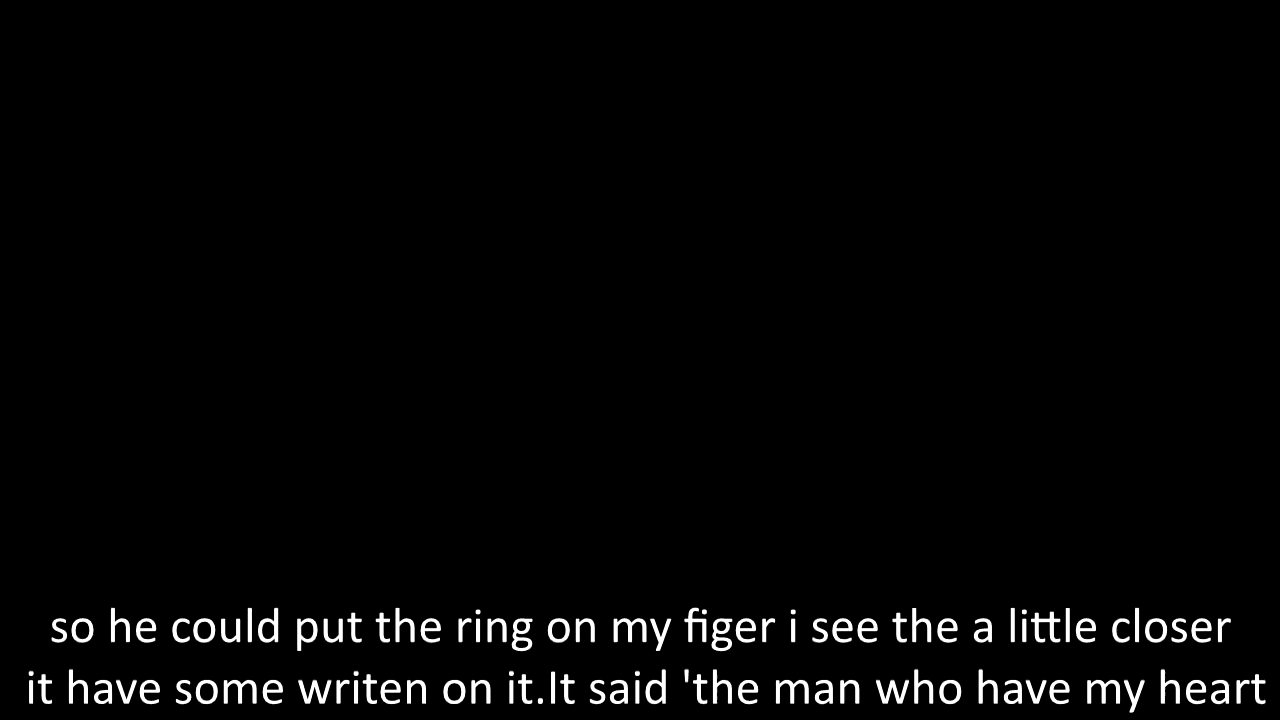 so he could put the ring on my figer i see the a little closer
it have some writen on it.It said 'the man who have my heart